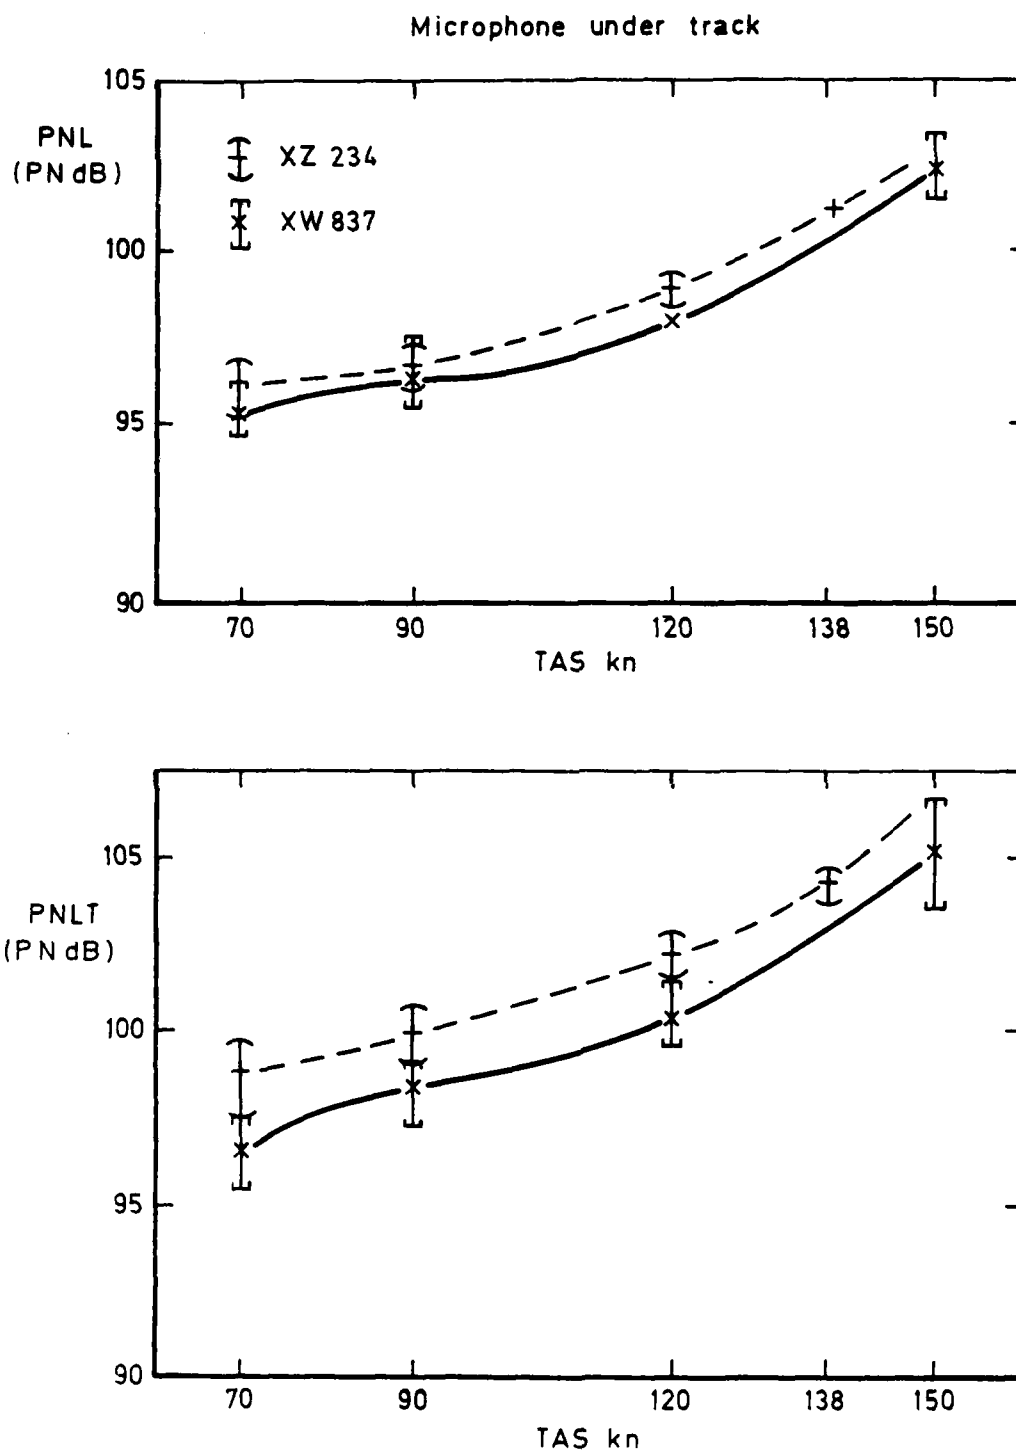 Microphone under track
105
PNL
(PN dB)
XZ 234
XW 837
100
95
90
70 90 120 138 150
TAS kn
105
PNLT
(PN dB)
100
95
90
70 90 120 138 150
TAS kn